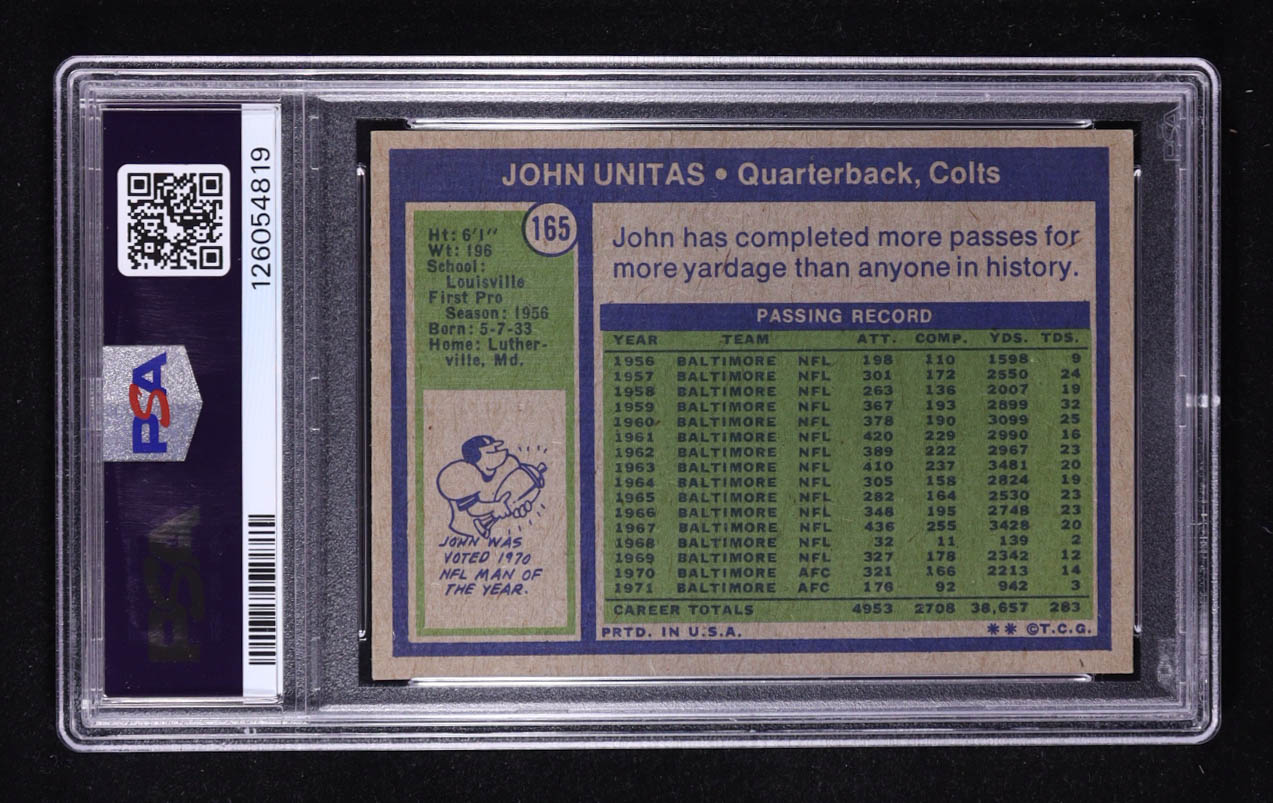 PSA
126054819
JOHN UNITAS • Quarterback, Colts
165
Ht: 6'1"
Wt: 196
School:
Louisville
First Pro
Season: 1956
Born: 5-7-33
Home: Luther-
ville, Md.
JOHN WAS
VOTED 1970
NFL MAN OF
THE YEAR.
John has completed more passes for
more yardage than anyone in history.
PASSING RECORD
YEAR TEAM ATT. COMP. YDS. TDS.
1956 BALTIMORE NFL 198 110 1598 9
1957 BALTIMORE NFL 301 172 2550 24
1958 BALTIMORE NFL 263 136 2007 19
1959 BALTIMORE NFL 367 193 2899 32
1960 BALTIMORE NFL 378 190 3099 25
1961 BALTIMORE NFL 420 229 2990 16
1962 BALTIMORE NFL 389 222 2967 23
1963 BALTIMORE NFL 410 237 3481 20
1964 BALTIMORE NFL 305 158 2824 19
1965 BALTIMORE NFL 282 164 2530 23
1966 BALTIMORE NFL 348 195 2748 23
1967 BALTIMORE NFL 436 255 3428 20
1968 BALTIMORE NFL 32 11 139 2
1969 BALTIMORE NFL 327 178 2342 12
1970 BALTIMORE AFC 321 166 2213 14
1971 BALTIMORE AFC 176 92 942 3
CAREER TOTALS 4953 2708 38,657 283
PRTD. IN U.S.A. ** ©T.C.G.
PSA
PSA